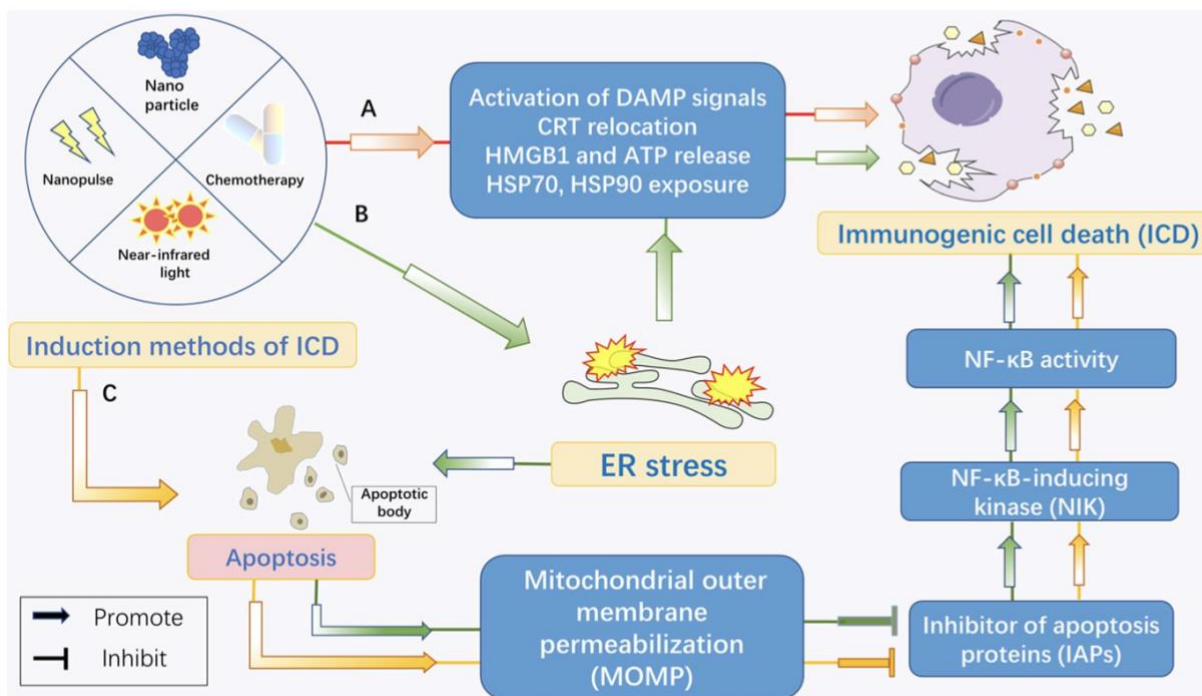 Nano
particle
Nanopulse
Chemotherapy
Near-infrared
light
A
B
Activation of DAMP signals
CRT relocation
HMGB1 and ATP release
HSP70, HSP90 exposure
Immunogenic cell death (ICD)
Induction methods of ICD
C
NF-κB activity
ER stress
Apoptotic
body
NF-κB-inducing
kinase (NIK)
Apoptosis
Mitochondrial outer
membrane
permeabilization
(MOMP)
Inhibitor of apoptosis
proteins (IAPs)
Promote
Inhibit